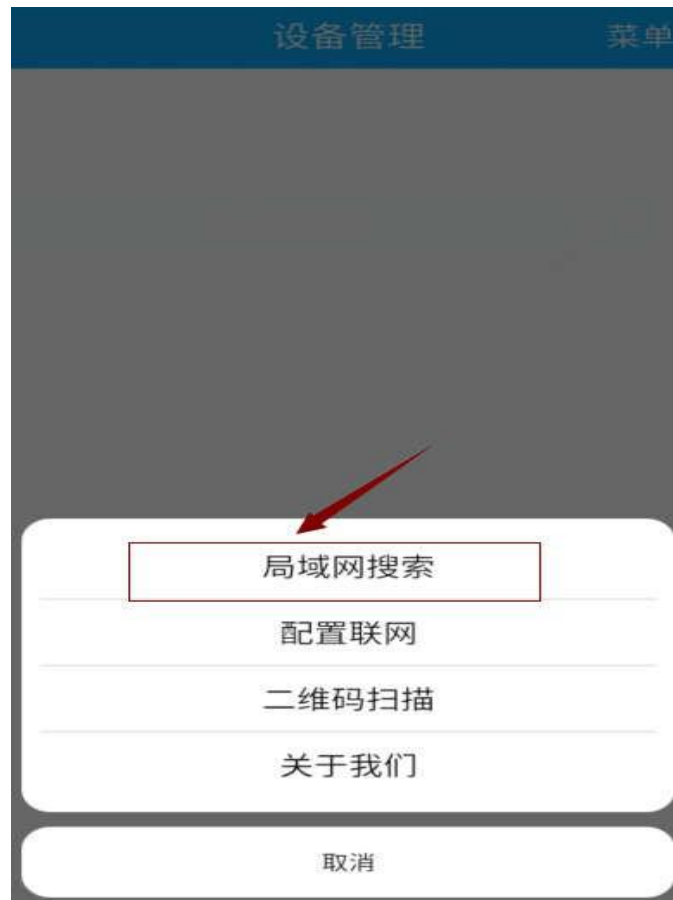 设备管理 菜单
局域网搜索
配置联网
二维码扫描
关于我们
取消